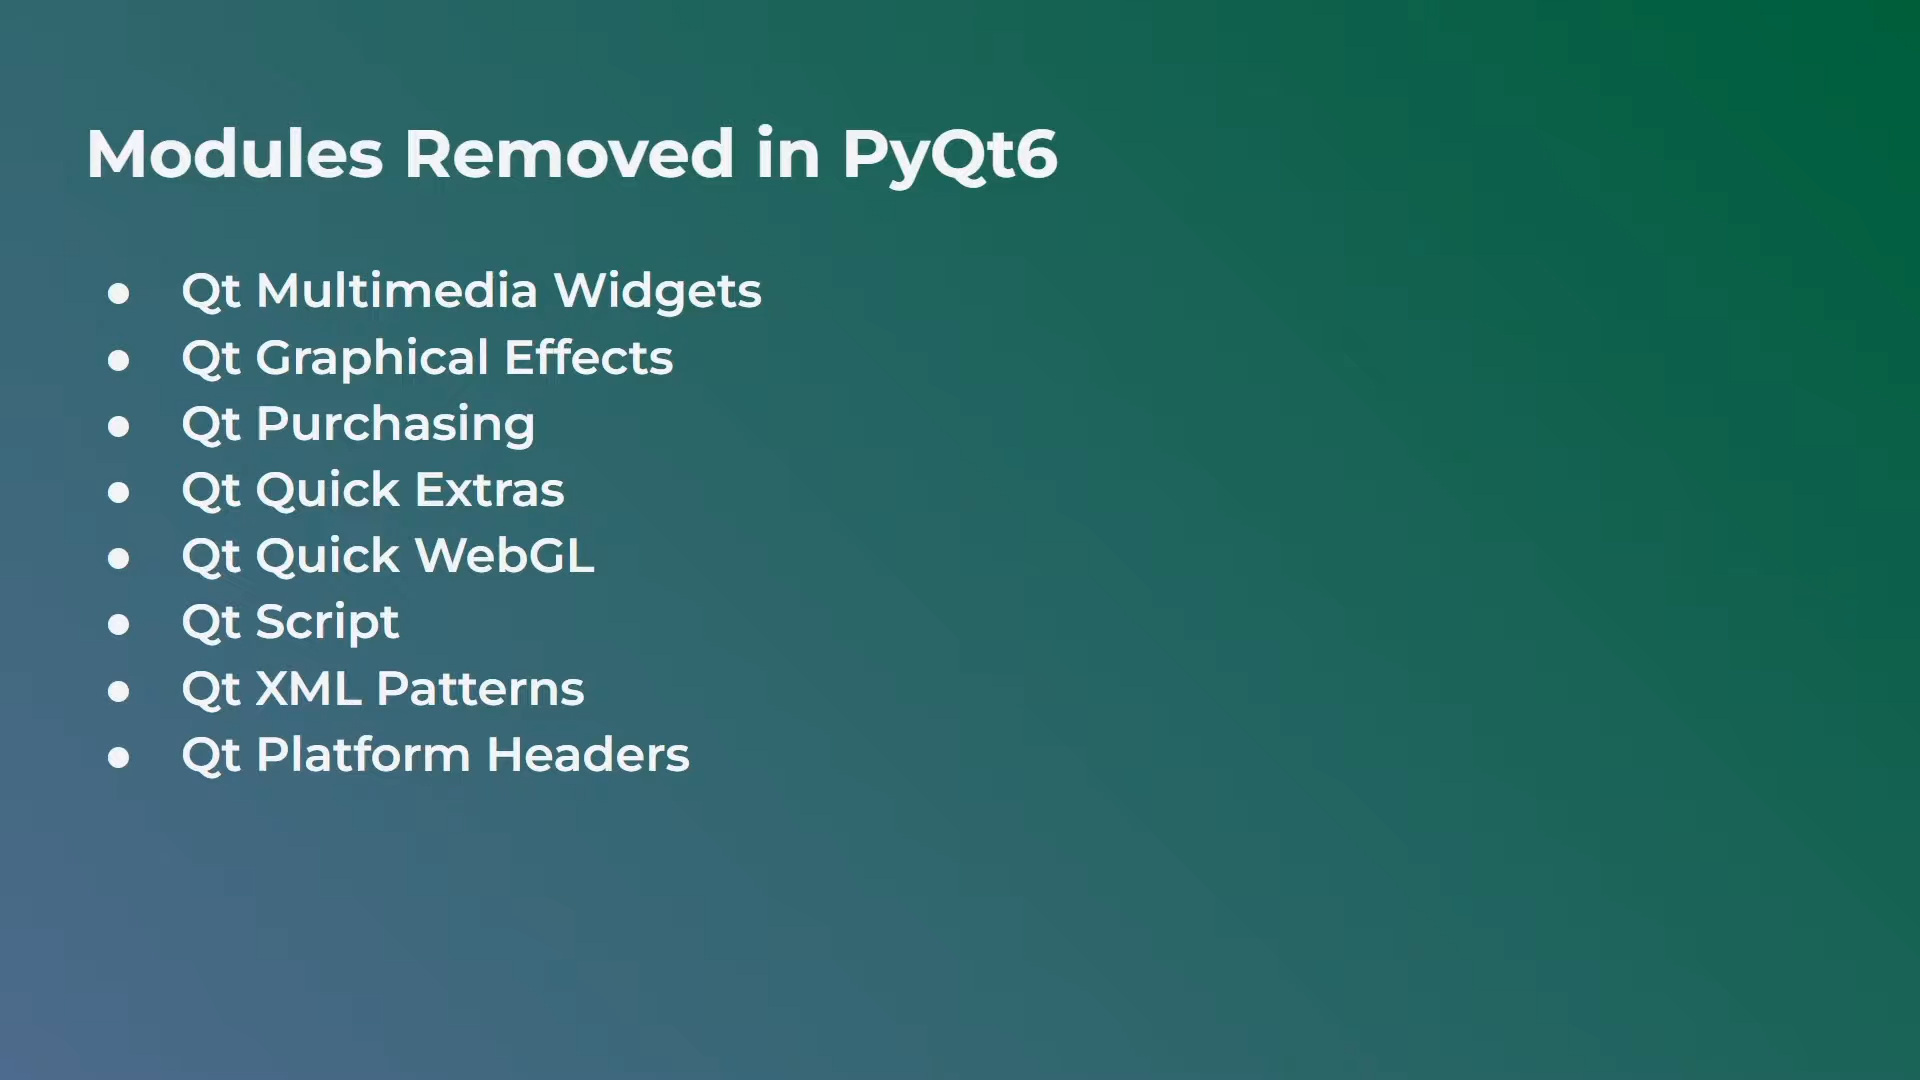 Modules Removed in PyQt6
● Qt Multimedia Widgets
● Qt Graphical Effects
● Qt Purchasing
● Qt Quick Extras
● Qt Quick WebGL
● Qt Script
● Qt XML Patterns
● Qt Platform Headers